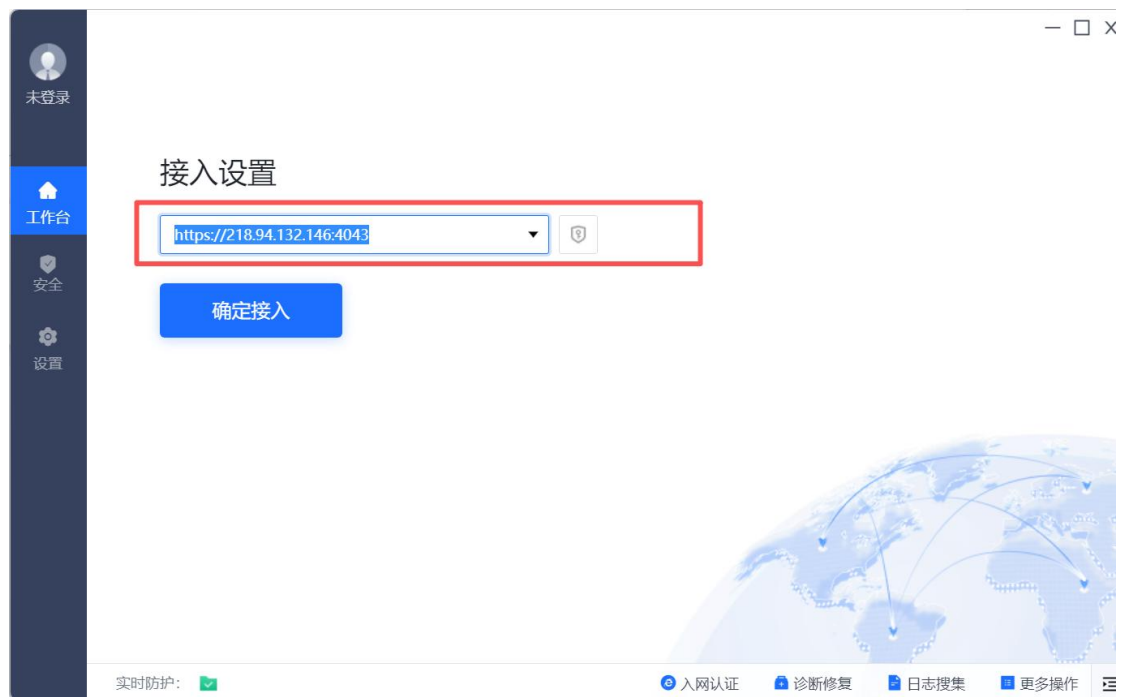 未登录
工作台
安全
设置
接入设置
https://218.94.132.146:4043
确定接入
实时防护:
入网认证 诊断修复 日志搜集 更多操作